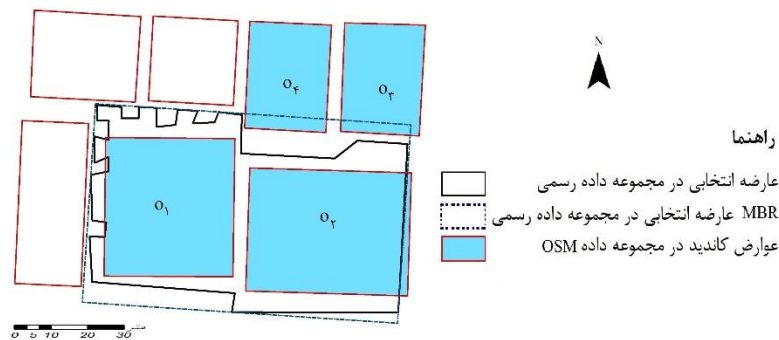 N
O۴
O۳
O۱
O۲
راهنما
عارضه انتخابی در مجموعه داده رسمی
MBR عارضه انتخابی در مجموعه داده رسمی
عوارض کاندید در مجموعه داده OSM
0 5 10 20 30